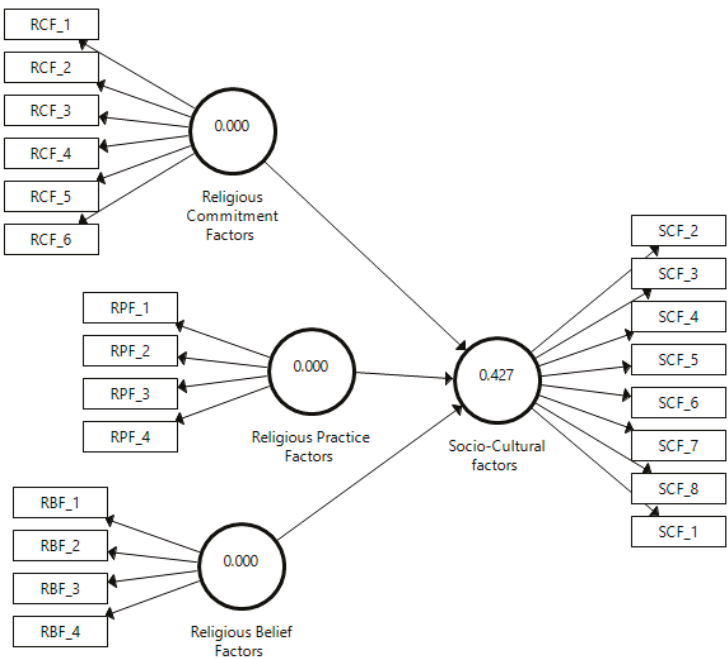 RCF_1
RCF_2
RCF_3
RCF_4
RCF_5
RCF_6
0.000
Religious
Commitment
Factors
RPF_1
RPF_2
RPF_3
RPF_4
0.000
Religious Practice
Factors
RBF_1
RBF_2
RBF_3
RBF_4
0.000
Religious Belief
Factors
0.427
Socio-Cultural
factors
SCF_2
SCF_3
SCF_4
SCF_5
SCF_6
SCF_7
SCF_8
SCF_1